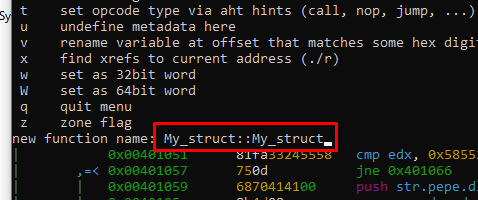 Sy
t set opcode type via aht hints (call, nop, jump, ...)
u undefine metadata here
v rename variable at offset that matches some hex digit
x find xrefs to current address (./r)
w set as 32bit word
W set as 64bit word
q quit menu
z zone flag
new function name: My_struct::My_struct
| 0x00401051 81fa33245558 cmp edx, 0x5855
| ,=< 0x00401057 750d jne 0x401066
| | 0x00401059 6870414100 push str.pepe.d